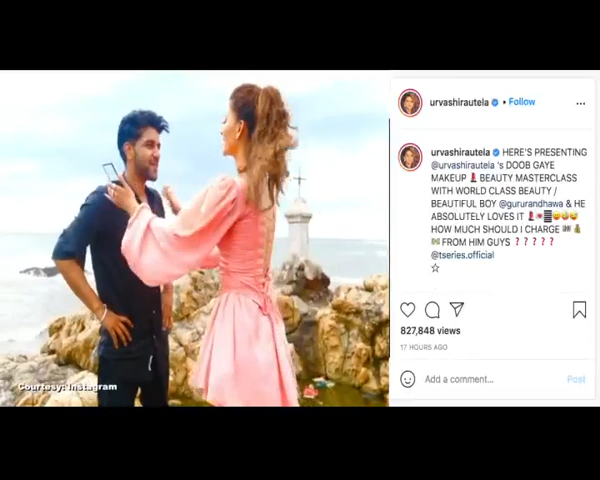 urvashirautela • Follow
urvashirautela HERE'S PRESENTING
@urvashirautela 's DOOB GAYE
MAKEUP 💄 BEAUTY MASTERCLASS
WITH WORLD CLASS BEAUTY /
BEAUTIFUL BOY @gururandhawa & HE
ABSOLUTELY LOVES IT
HOW MUCH SHOULD I CHARGE
FROM HIM GUYS ❓❓❓❓❓
@tseries.official
☆
827,848 views
17 HOURS AGO
Add a comment... Post
Courtesy: Instagram